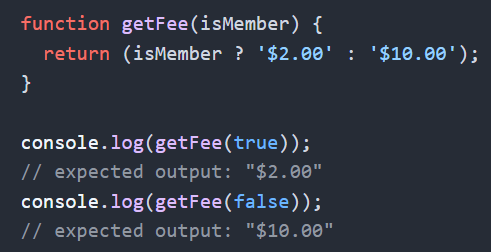 function getFee(isMember) {
  return (isMember ? '$2.00' : '$10.00');
}

console.log(getFee(true));
// expected output: "$2.00"
console.log(getFee(false));
// expected output: "$10.00"